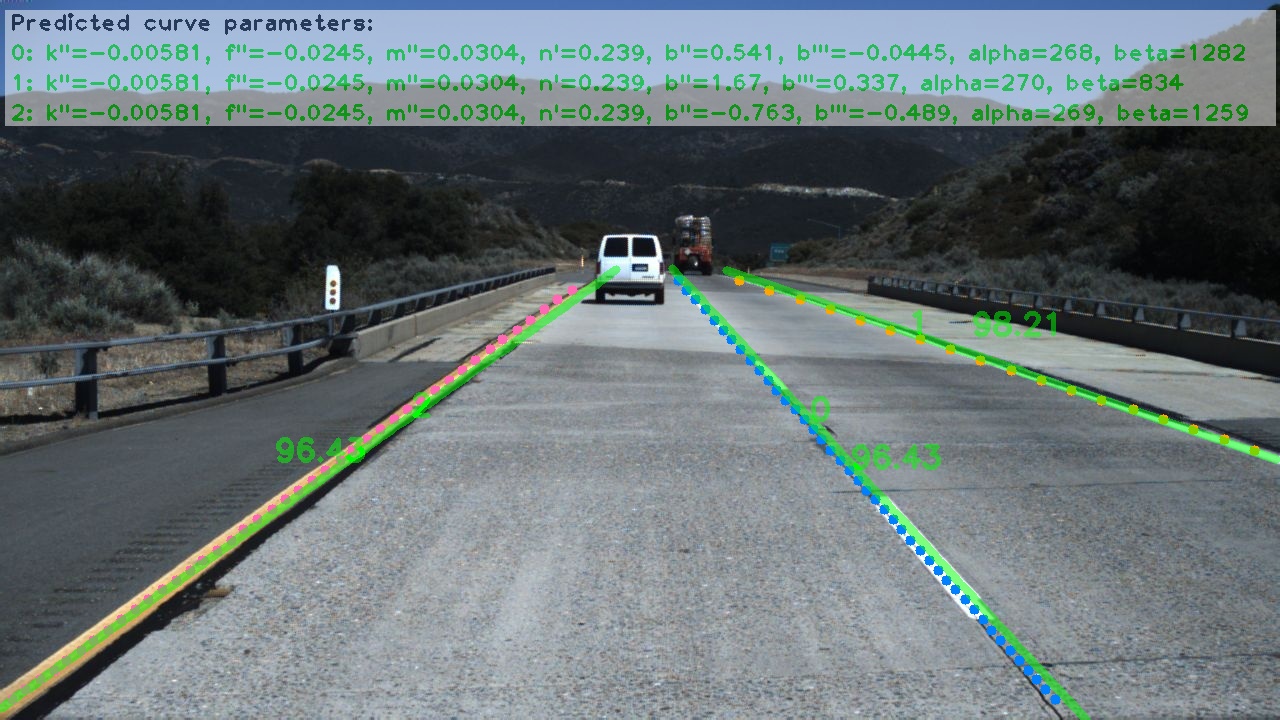 Predicted curve parameters:
0: k''=-0.00581, f''=-0.0245, m''=0.0304, n'=0.239, b''=0.541, b'''=-0.0445, alpha=268, beta=1282
1: k''=-0.00581, f''=-0.0245, m''=0.0304, n'=0.239, b''=1.67, b'''=0.337, alpha=270, beta=834
2: k''=-0.00581, f''=-0.0245, m''=0.0304, n'=0.239, b''=-0.763, b'''=-0.489, alpha=269, beta=1259
1 98.21
2 0
96.43 96.43